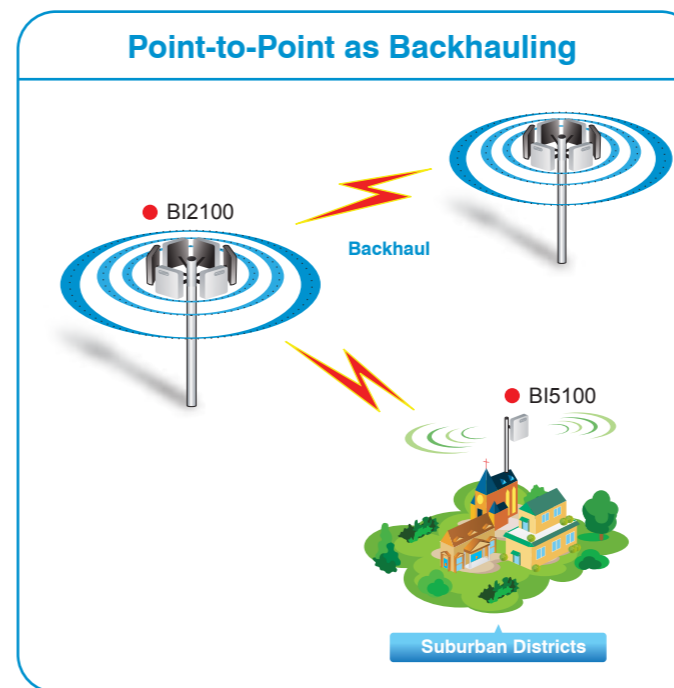 Point-to-Point as Backhauling
BI2100
Backhaul
BI5100
Suburban Districts